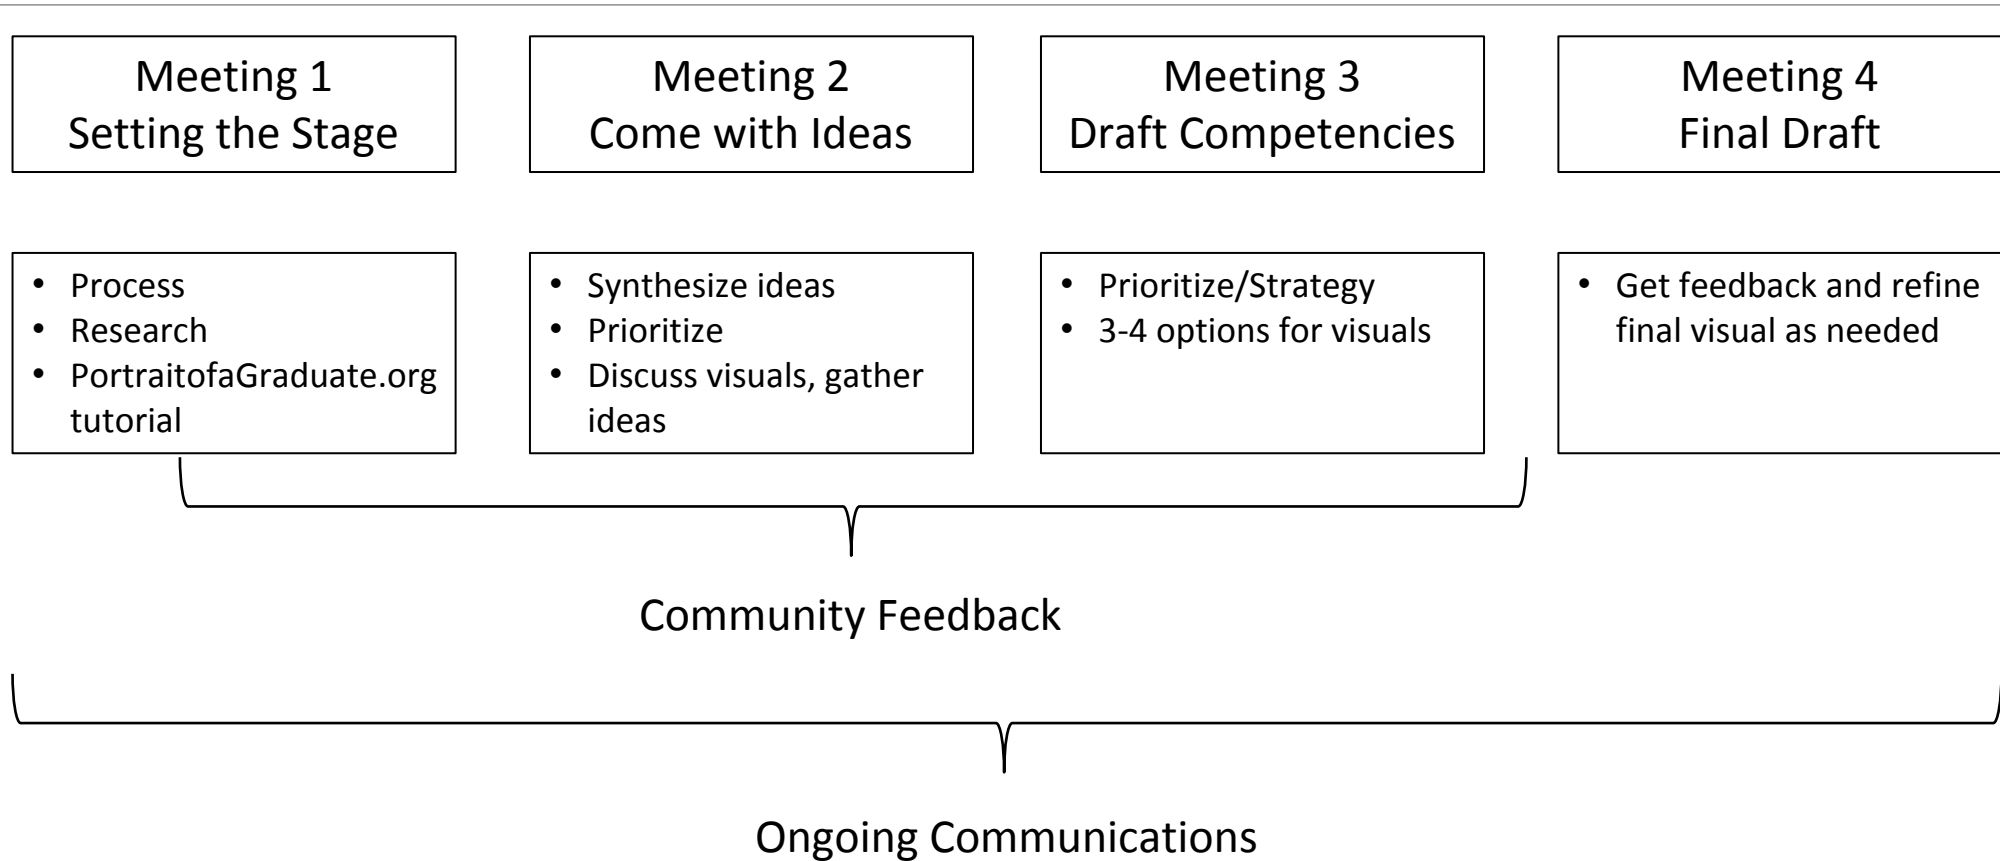 Meeting 1
Setting the Stage
Meeting 2
Come with Ideas
Meeting 3
Draft Competencies
Meeting 4
Final Draft
• Process
• Research
• PortraitofaGraduate.org
tutorial
• Synthesize ideas
• Prioritize
• Discuss visuals, gather
ideas
• Prioritize/Strategy
• 3-4 options for visuals
• Get feedback and refine
final visual as needed
Community Feedback
Ongoing Communications